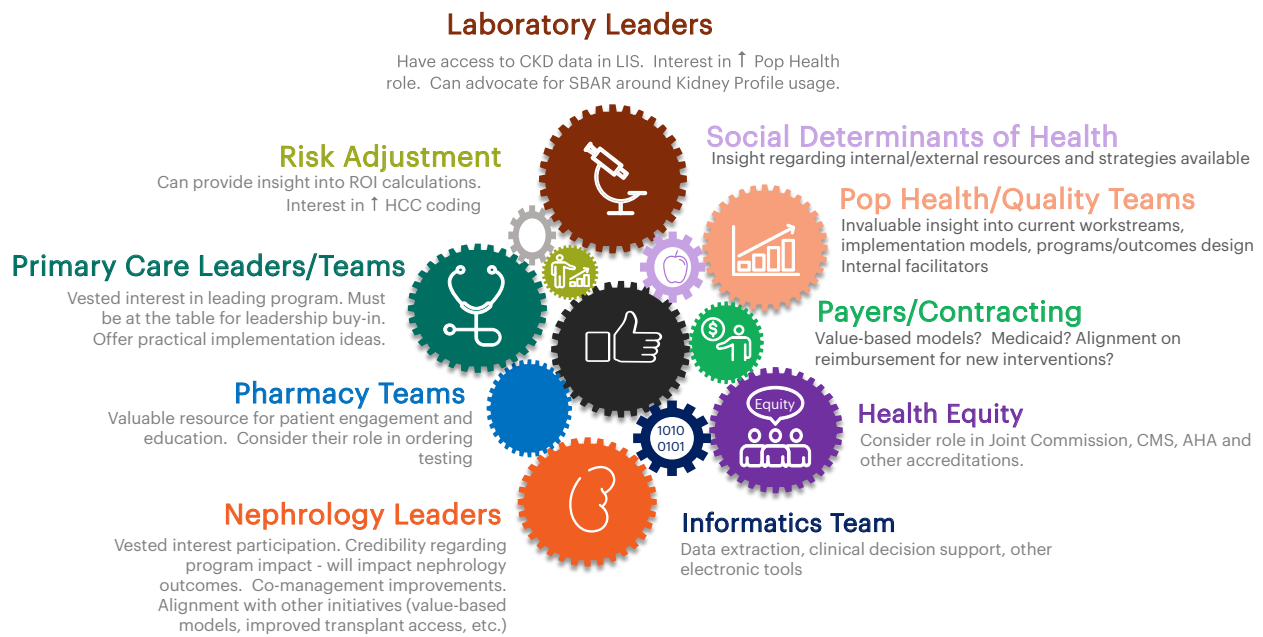 Laboratory Leaders
Have access to CKD data in LIS.  Interest in ↑ Pop Health
role.  Can advocate for SBAR around Kidney Profile usage.
Risk Adjustment
Can provide insight into ROI calculations.
Interest in ↑ HCC coding
Social Determinants of Health
Insight regarding internal/external resources and strategies available
Pop Health/Quality Teams
Invaluable insight into current workstreams,
implementation models, programs/outcomes design
Internal facilitators
Primary Care Leaders/Teams
Vested interest in leading program. Must
be at the table for leadership buy-in.
Offer practical implementation ideas.
$
Payers/Contracting
Value-based models?  Medicaid? Alignment on
reimbursement for new interventions?
Pharmacy Teams
Valuable resource for patient engagement and
education.  Consider their role in ordering
testing
1010
0101
Equity
Health Equity
Consider role in Joint Commission, CMS, AHA and
other accreditations.
Nephrology Leaders
Vested interest participation. Credibility regarding
program impact - will impact nephrology
outcomes.  Co-management improvements.
Alignment with other initiatives (value-based
models, improved transplant access, etc.)
Informatics Team
Data extraction, clinical decision support, other
electronic tools